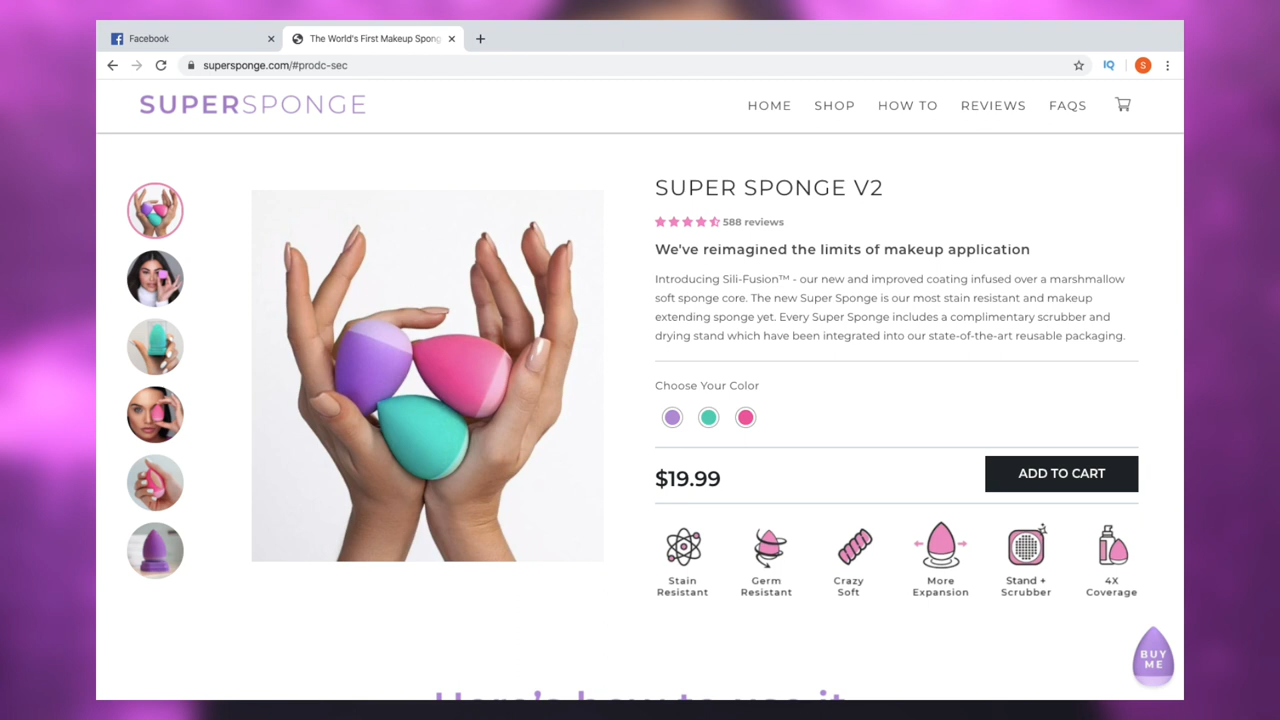 Facebook
The World's First Makeup Spong
supersponge.com/#prodc-sec
IQ
S
SUPERSPONGE
HOME
SHOP
HOW TO
REVIEWS
FAQS
SUPER SPONGE V2
588 reviews
We've reimagined the limits of makeup application
Introducing Sili-Fusion™ - our new and improved coating infused over a marshmallow
soft sponge core. The new Super Sponge is our most stain resistant and makeup
extending sponge yet. Every Super Sponge includes a complimentary scrubber and
drying stand which have been integrated into our state-of-the-art reusable packaging.
Choose Your Color
$19.99
ADD TO CART
Stain
Resistant
Germ
Resistant
Crazy
Soft
More
Expansion
Stand +
Scrubber
4X
Coverage
BUY
ME
Here's how to use it